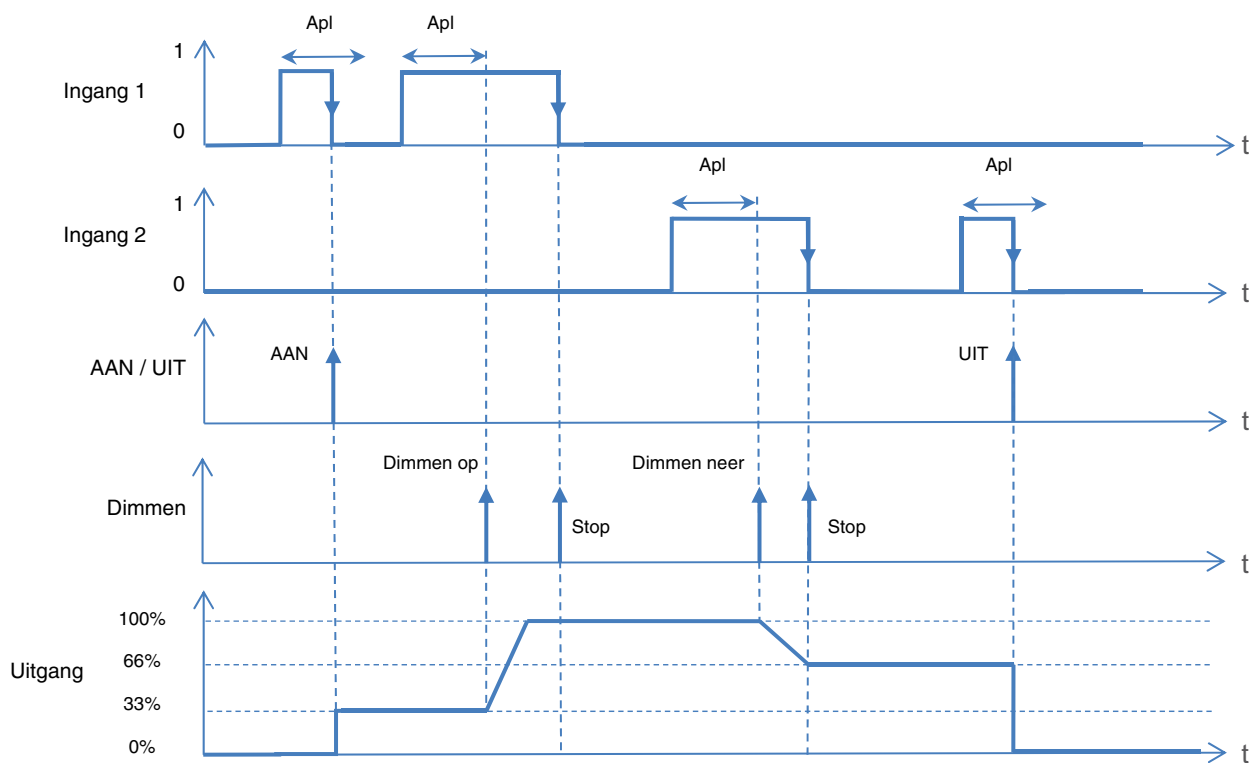 Apl Apl
1
Ingang 1
0
t
Apl Apl
1
Ingang 2
0
t
AAN / UIT
AAN
UIT
t
Dimmen op
Dimmen neer
Dimmen
Stop
Stop
t
100%
66%
Uitgang
33%
0%
t